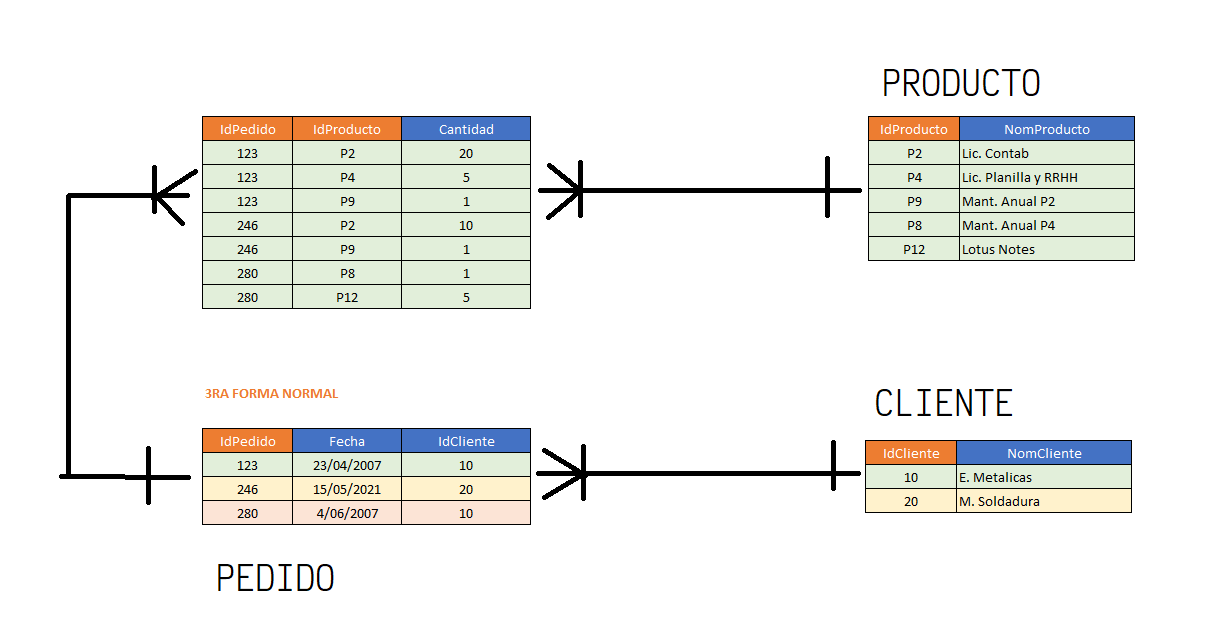 PRODUCTO
IdPedido IdProducto Cantidad
123 P2 20
123 P4 5
123 P9 1
246 P2 10
246 P9 1
280 P8 1
280 P12 5
IdProducto NomProducto
P2 Lic. Contab
P4 Lic. Planilla y RRHH
P9 Mant. Anual P2
P8 Mant. Anual P4
P12 Lotus Notes
3RA FORMA NORMAL
IdPedido Fecha IdCliente
123 23/04/2007 10
246 15/05/2021 20
280 4/06/2007 10
PEDIDO
CLIENTE
IdCliente NomCliente
10 E. Metalicas
20 M. Soldadura